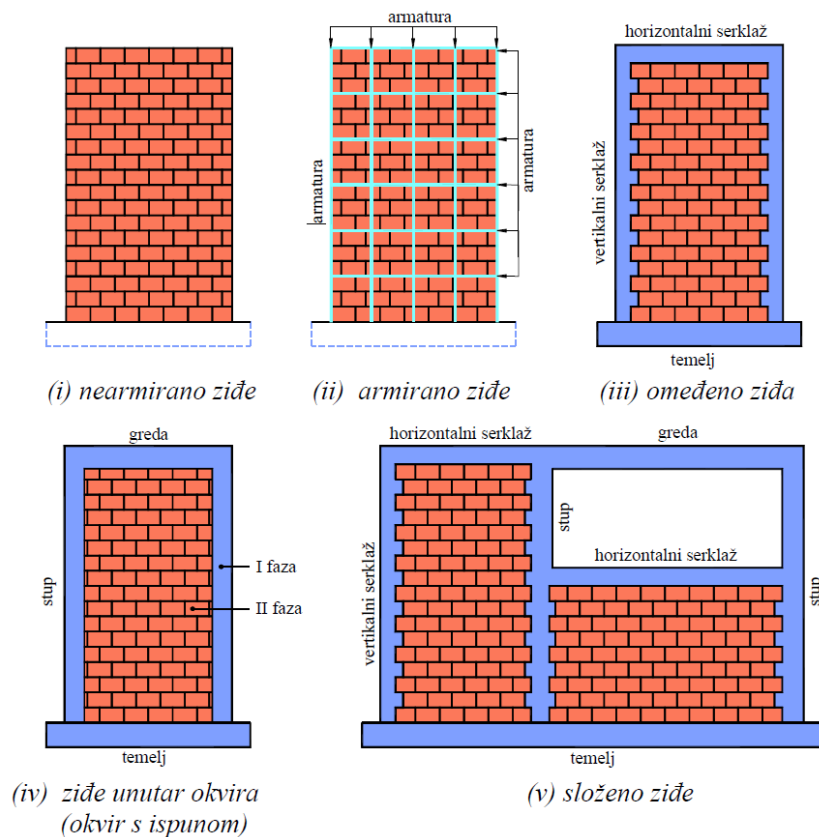 armatura
armatura
armatura
(i) nearmirano ziđe
(ii) armirano ziđe
horizontalni serklaž
vertikalni serklaž
temelj
(iii) omeđeno ziđa
greda
stup
I faza
II faza
temelj
(iv) ziđe unutar okvira
(okvir s ispunom)
horizontalni serklaž
greda
vertikalni serklaž
stup
horizontalni serklaž
stup
temelj
(v) složeno ziđe